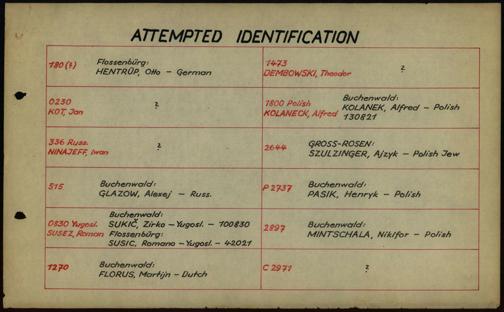 ATTEMPTED IDENTIFICATION
180(?) Flossenbürg:
HENTRÜP, Otto – German
1473
DEMBOWSKI, Theodor ?
0230
KOT, Jan ?
1800 Polish
KOLANECK, Alfred
Buchenwald:
KOLANEK, Alfred – Polish
130821
336 Russ.
NINAJEFF, Iwan ?
2644 GROSS-ROSEN:
SZULZINGER, Ajzyk – Polish Jew
515 Buchenwald:
GLAZOW, Alexej – Russ.
P 2737 Buchenwald:
PASIK, Henryk – Polish
0830 Yugosl.
SUSEZ, Roman
Buchenwald:
SUKIČ, Zirko – Yugosl. – 100830
Flossenbürg:
SUSIC, Romano – Yugosl. – 42021
2897 Buchenwald:
MINTSCHALA, Nikifor – Polish
1270 Buchenwald:
FLORUS, Martijn – Dutch
C 2971 ?